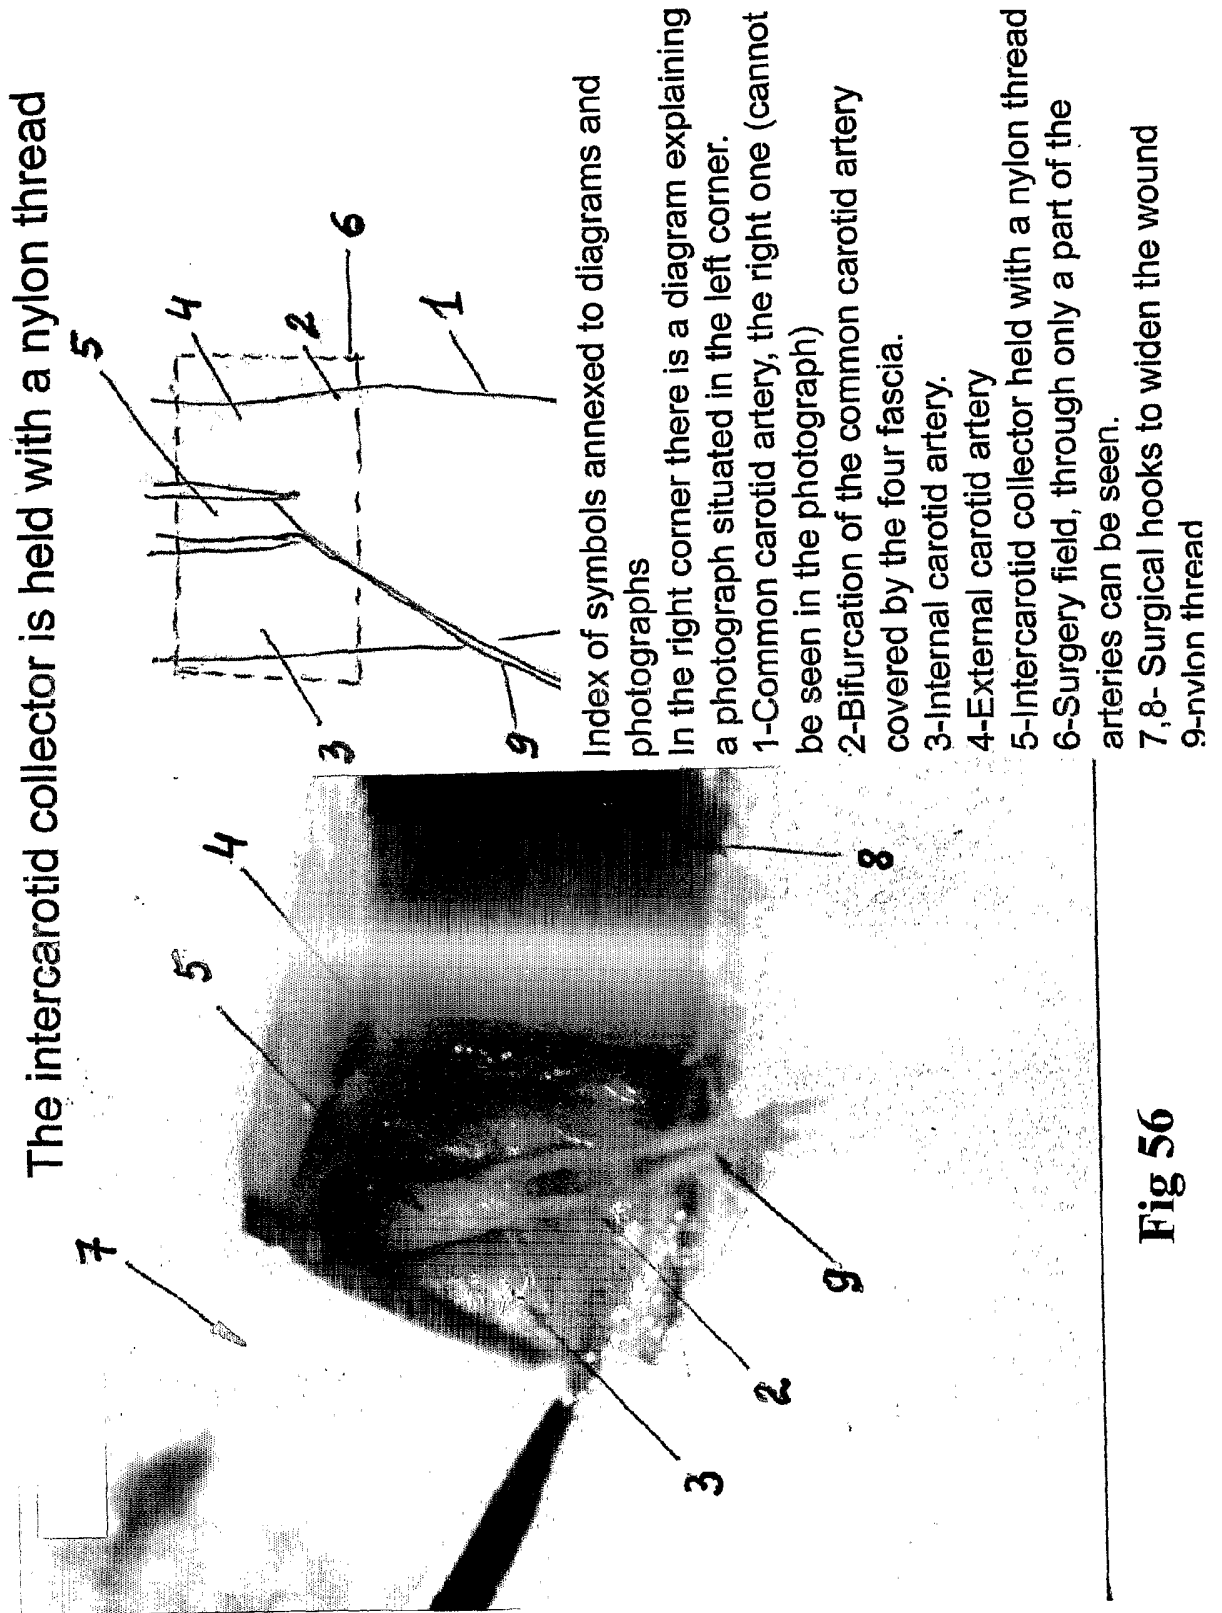 The intercarotid collector is held with a nylon thread
7
5
4
3
2
9
8
5
4
2
6
1
3
9
Index of symbols annexed to diagrams and
photographs
In the right corner there is a diagram explaining
a photograph situated in the left corner.
1-Common carotid artery, the right one (cannot
be seen in the photograph)
2-Bifurcation of the common carotid artery
covered by the four fascia.
3-Internal carotid artery.
4-External carotid artery
5-Intercarotid collector held with a nylon thread
6-Surgery field, through only a part of the
arteries can be seen.
7,8- Surgical hooks to widen the wound
9-nylon thread
Fig 56